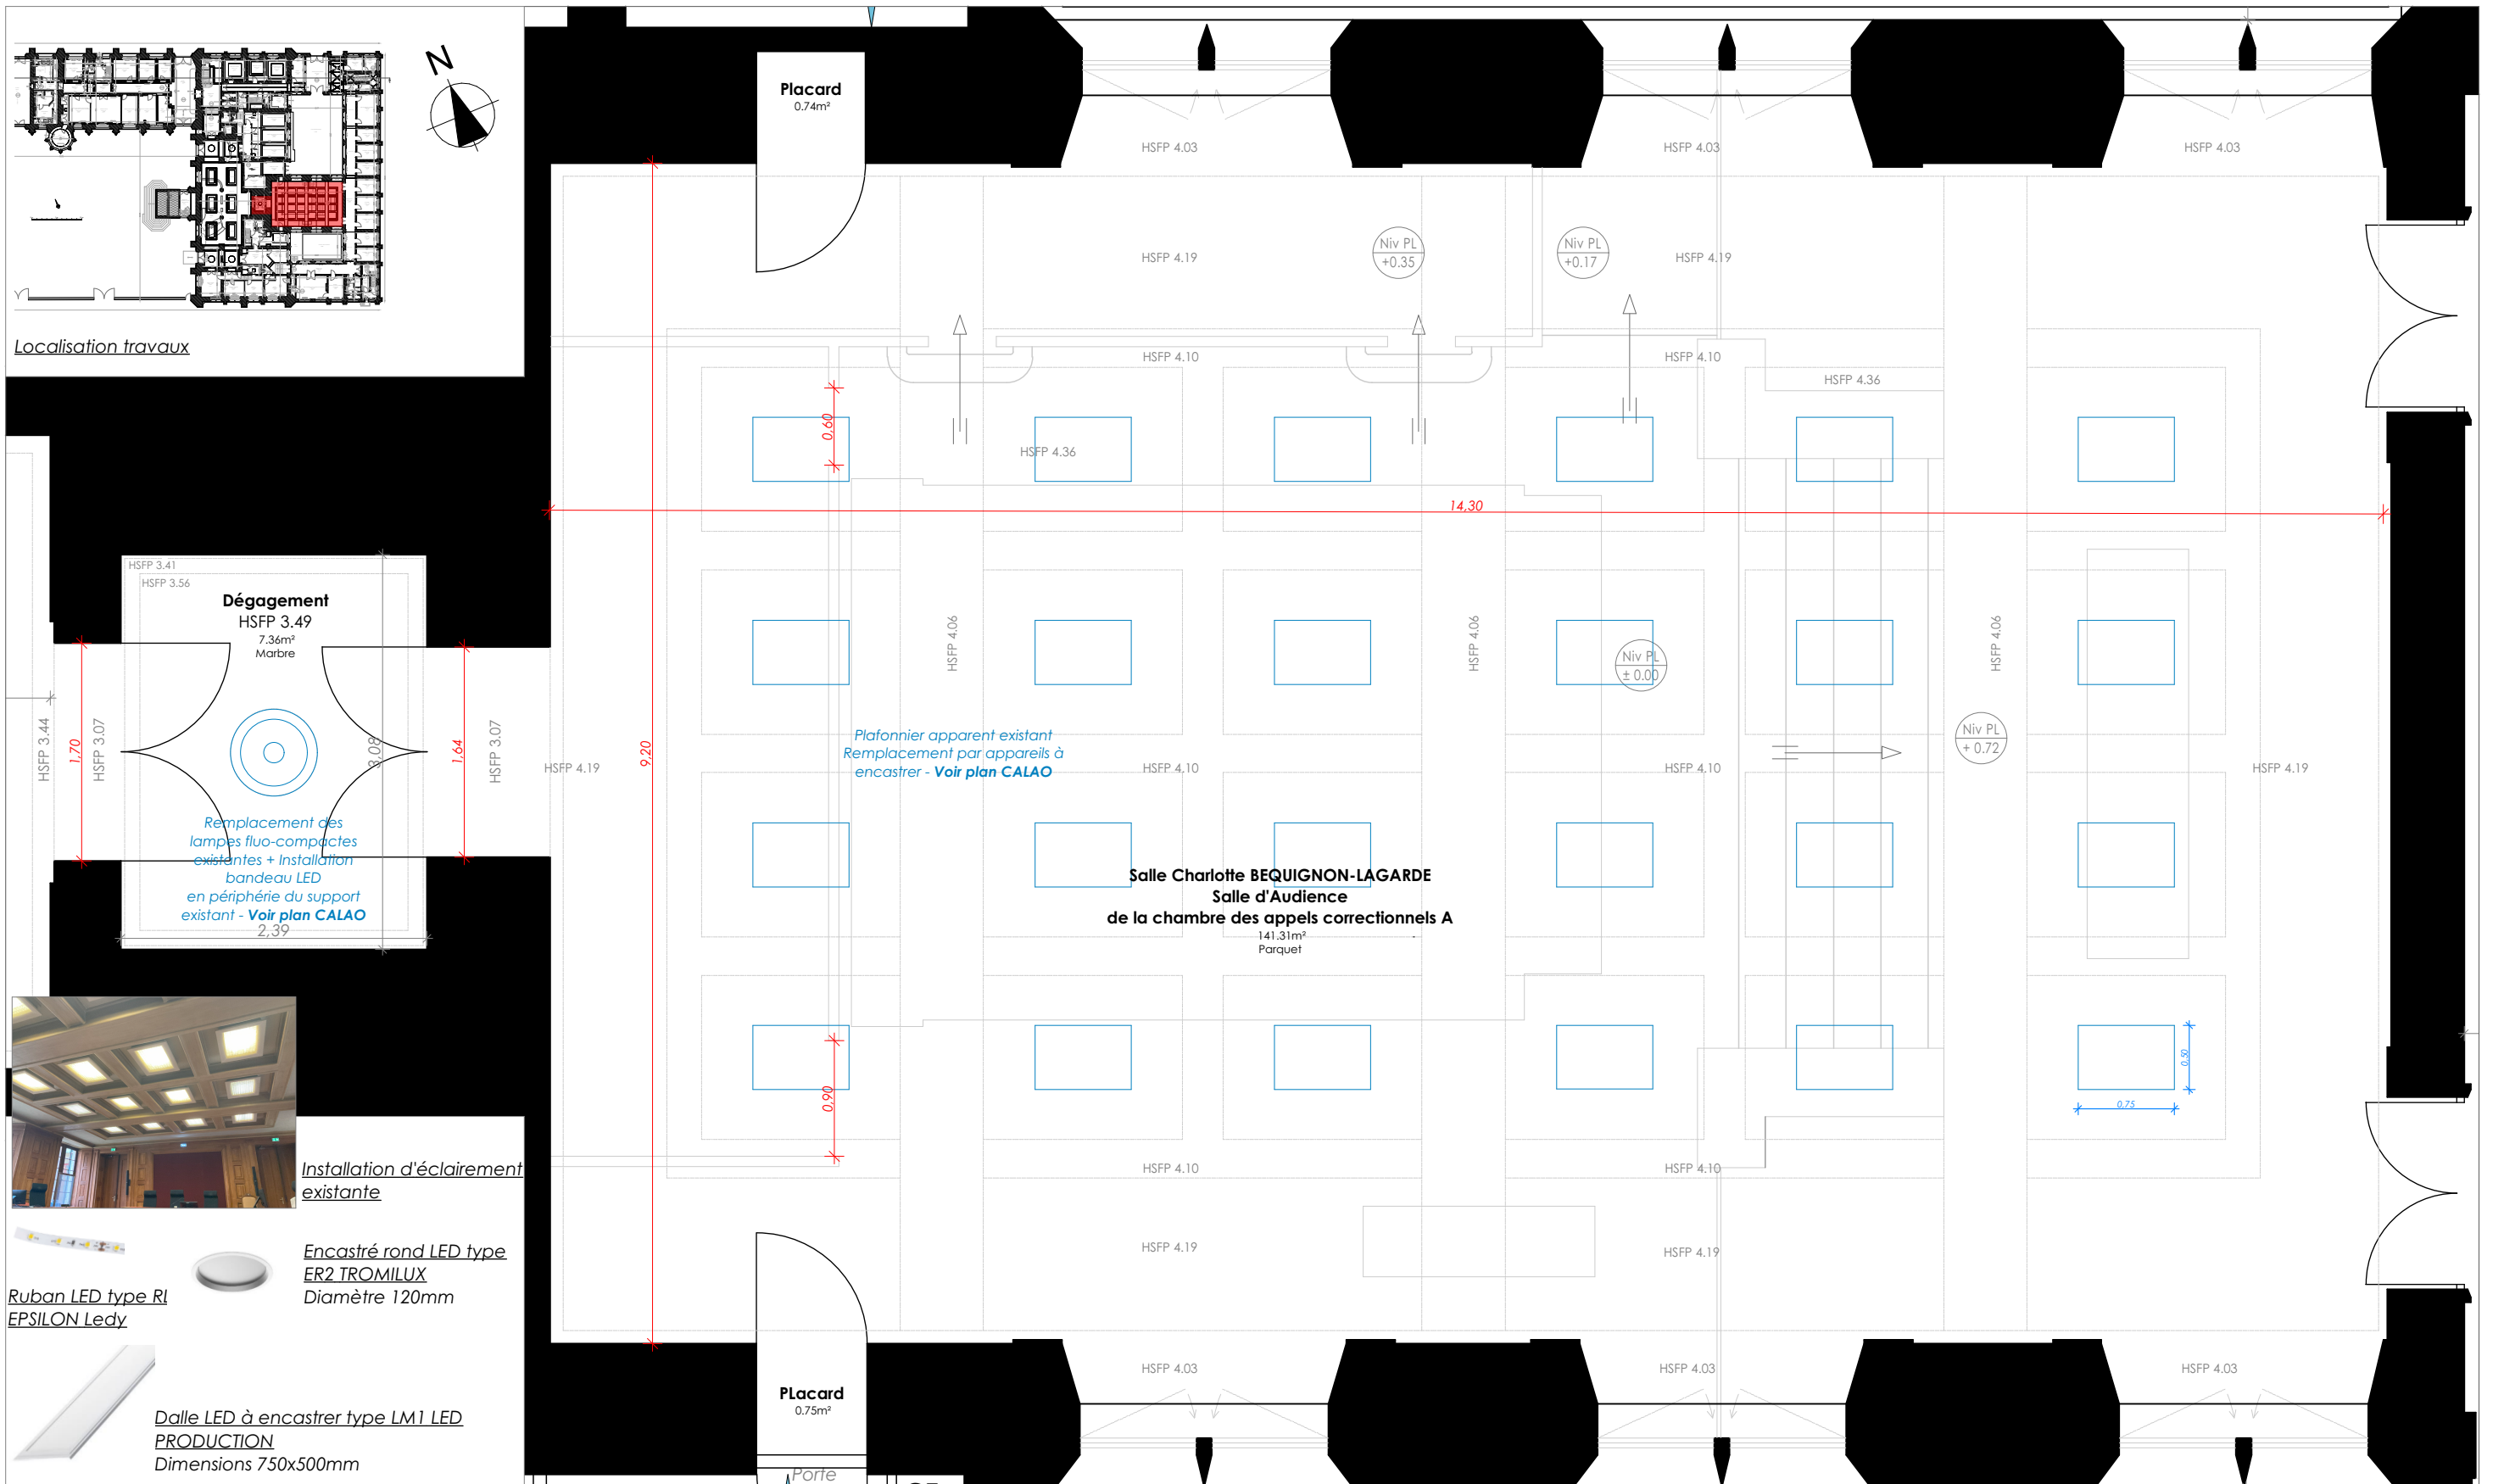 N
Localisation travaux
Placard
0.74m²
HSFP 4.03
HSFP 4.03
HSFP 4.03
HSFP 4.19
Niv PL
+0.35
Niv PL
+0.17
HSFP 4.19
HSFP 4.10
HSFP 4.10
HSFP 4.36
0,60
HSFP 4.36
14,30
HSFP 3.41
HSFP 3.56
Dégagement
HSFP 3.49
7.36m²
Marbre
HSFP 3.44
1,70
HSFP 3.07
3,08
1,64
HSFP 3.07
HSFP 4.19
9,20
HSFP 4.06
HSFP 4.06
HSFP 4.06
Niv PL
± 0.00
Niv PL
+ 0.72
Plafonnier apparent existant
Remplacement par appareils à
encastrer - Voir plan CALAO
HSFP 4.10
HSFP 4.10
HSFP 4.19
Remplacement des
lampes fluo-compactes
existantes + Installation
bandeau LED
en périphérie du support
existant - Voir plan CALAO
2,39
Salle Charlotte BEQUIGNON-LAGARDE
Salle d'Audience
de la chambre des appels correctionnels A
141.31m²
Parquet
0,90
0,50
0,75
HSFP 4.10
HSFP 4.10
HSFP 4.19
HSFP 4.19
Installation d'éclairement
existante
Encastré rond LED type
ER2 TROMILUX
Diamètre 120mm
Ruban LED type RL
EPSILON Ledy
Dalle LED à encastrer type LM1 LED
PRODUCTION
Dimensions 750x500mm
PLacard
0.75m²
HSFP 4.03
HSFP 4.03
HSFP 4.03
Porte